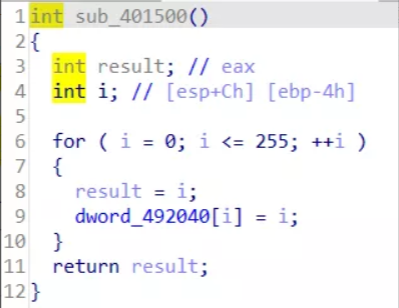 1 int sub_401500()
2 {
3   int result; // eax
4   int i; // [esp+Ch] [ebp-4h]
5
6   for ( i = 0; i <= 255; ++i )
7   {
8     result = i;
9     dword_492040[i] = i;
10   }
11   return result;
12 }